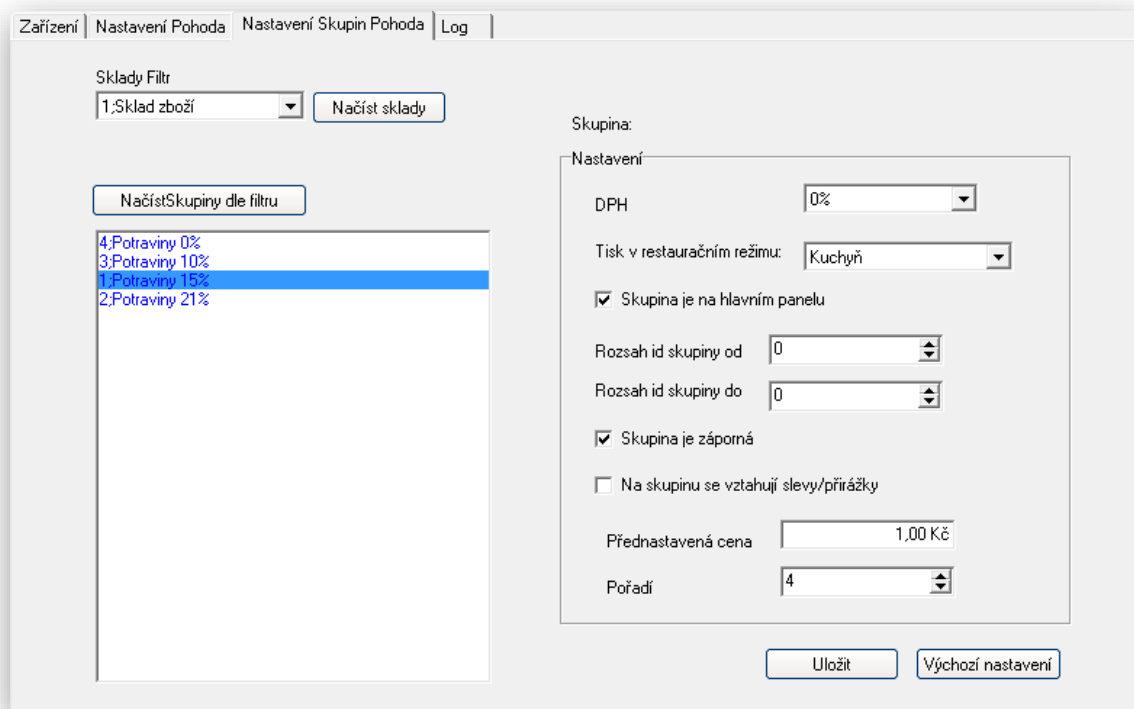 Zařízení Nastavení Pohoda Nastavení Skupin Pohoda Log
Sklady Filtr
1;Sklad zboží Načíst sklady
NačístSkupiny dle filtru
4;Potraviny 0%
3;Potraviny 10%
1;Potraviny 15%
2;Potraviny 21%
Skupina:
Nastavení
DPH 0%
Tisk v restauračním režimu: Kuchyň
Skupina je na hlavním panelu
Rozsah id skupiny od 0
Rozsah id skupiny do 0
Skupina je záporná
Na skupinu se vztahují slevy/přirážky
Přednastavená cena 1,00 Kč
Pořadí 4
Uložit Výchozí nastavení